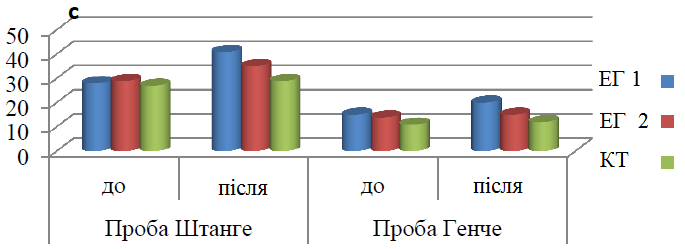 с
50
40
30
20
10
0
до
після
до
після
Проба Штанге
Проба Генче
ЕГ 1
ЕГ 2
КТ